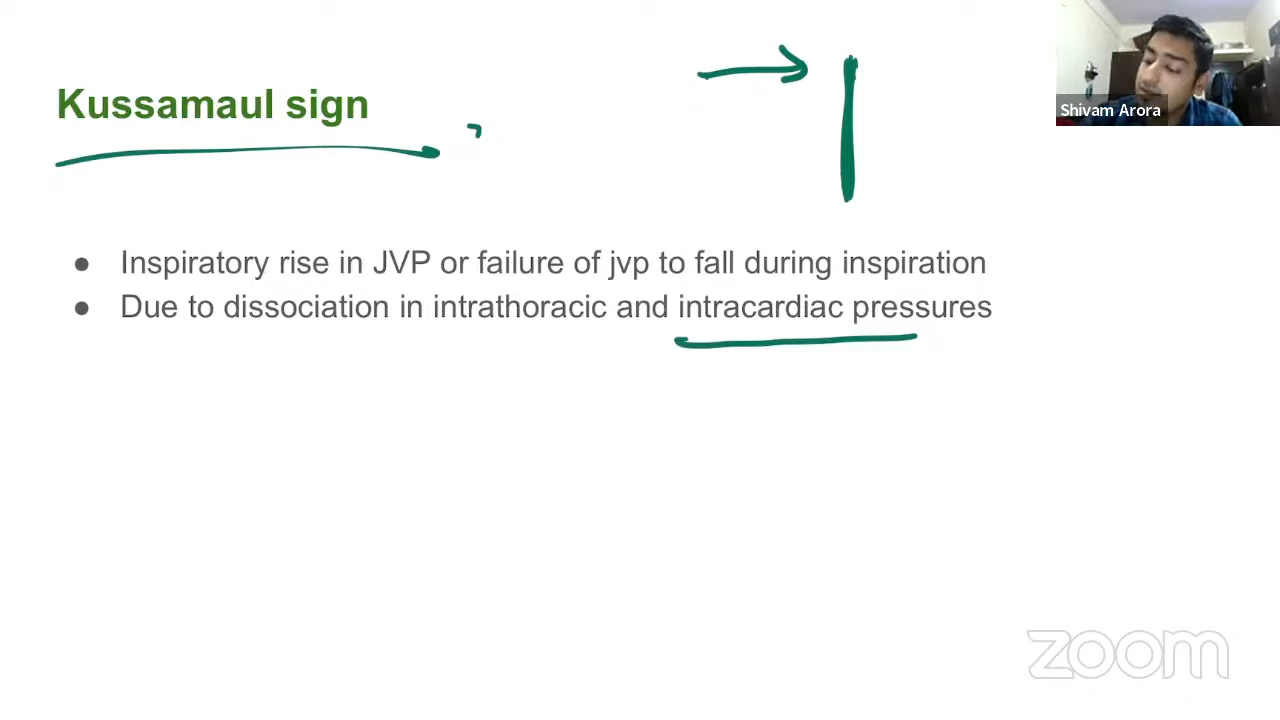 Kussamaul sign
Shivam Arora
● Inspiratory rise in JVP or failure of jvp to fall during inspiration
● Due to dissociation in intrathoracic and intracardiac pressures
zoom